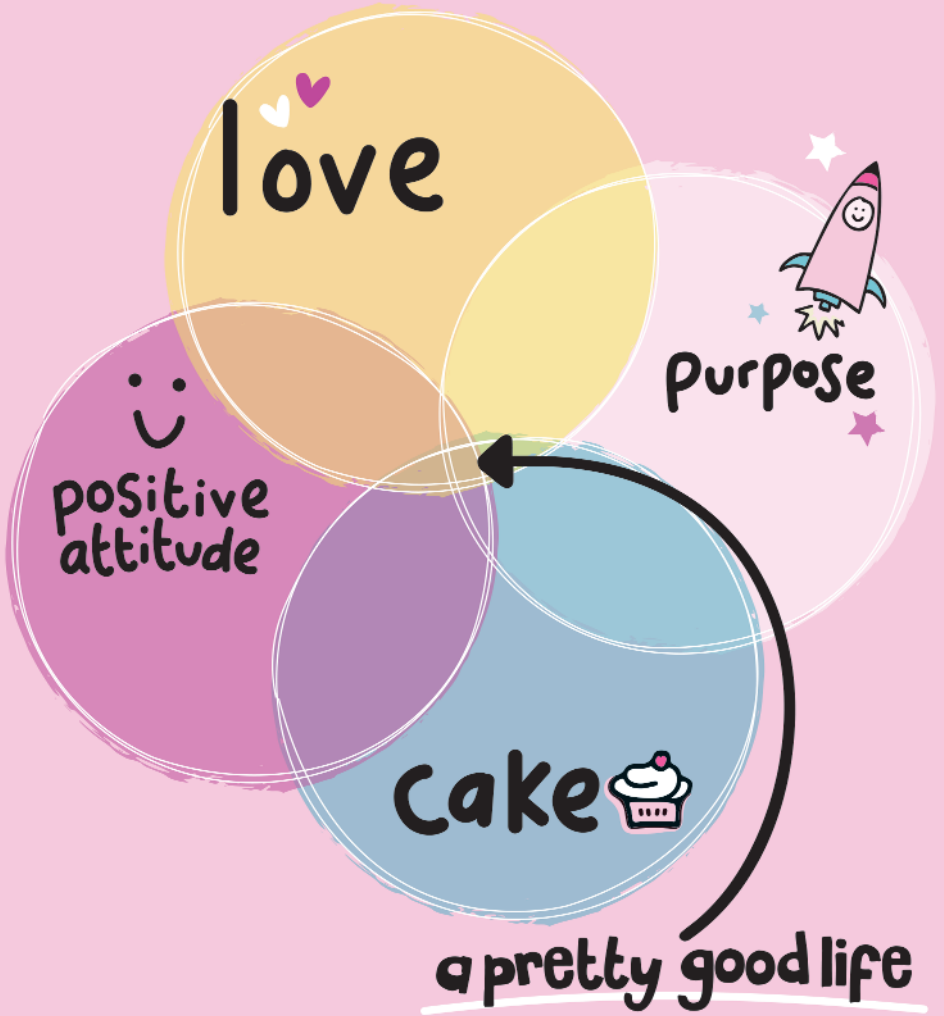 love
purpose
positive
attitude
cake
a pretty good life